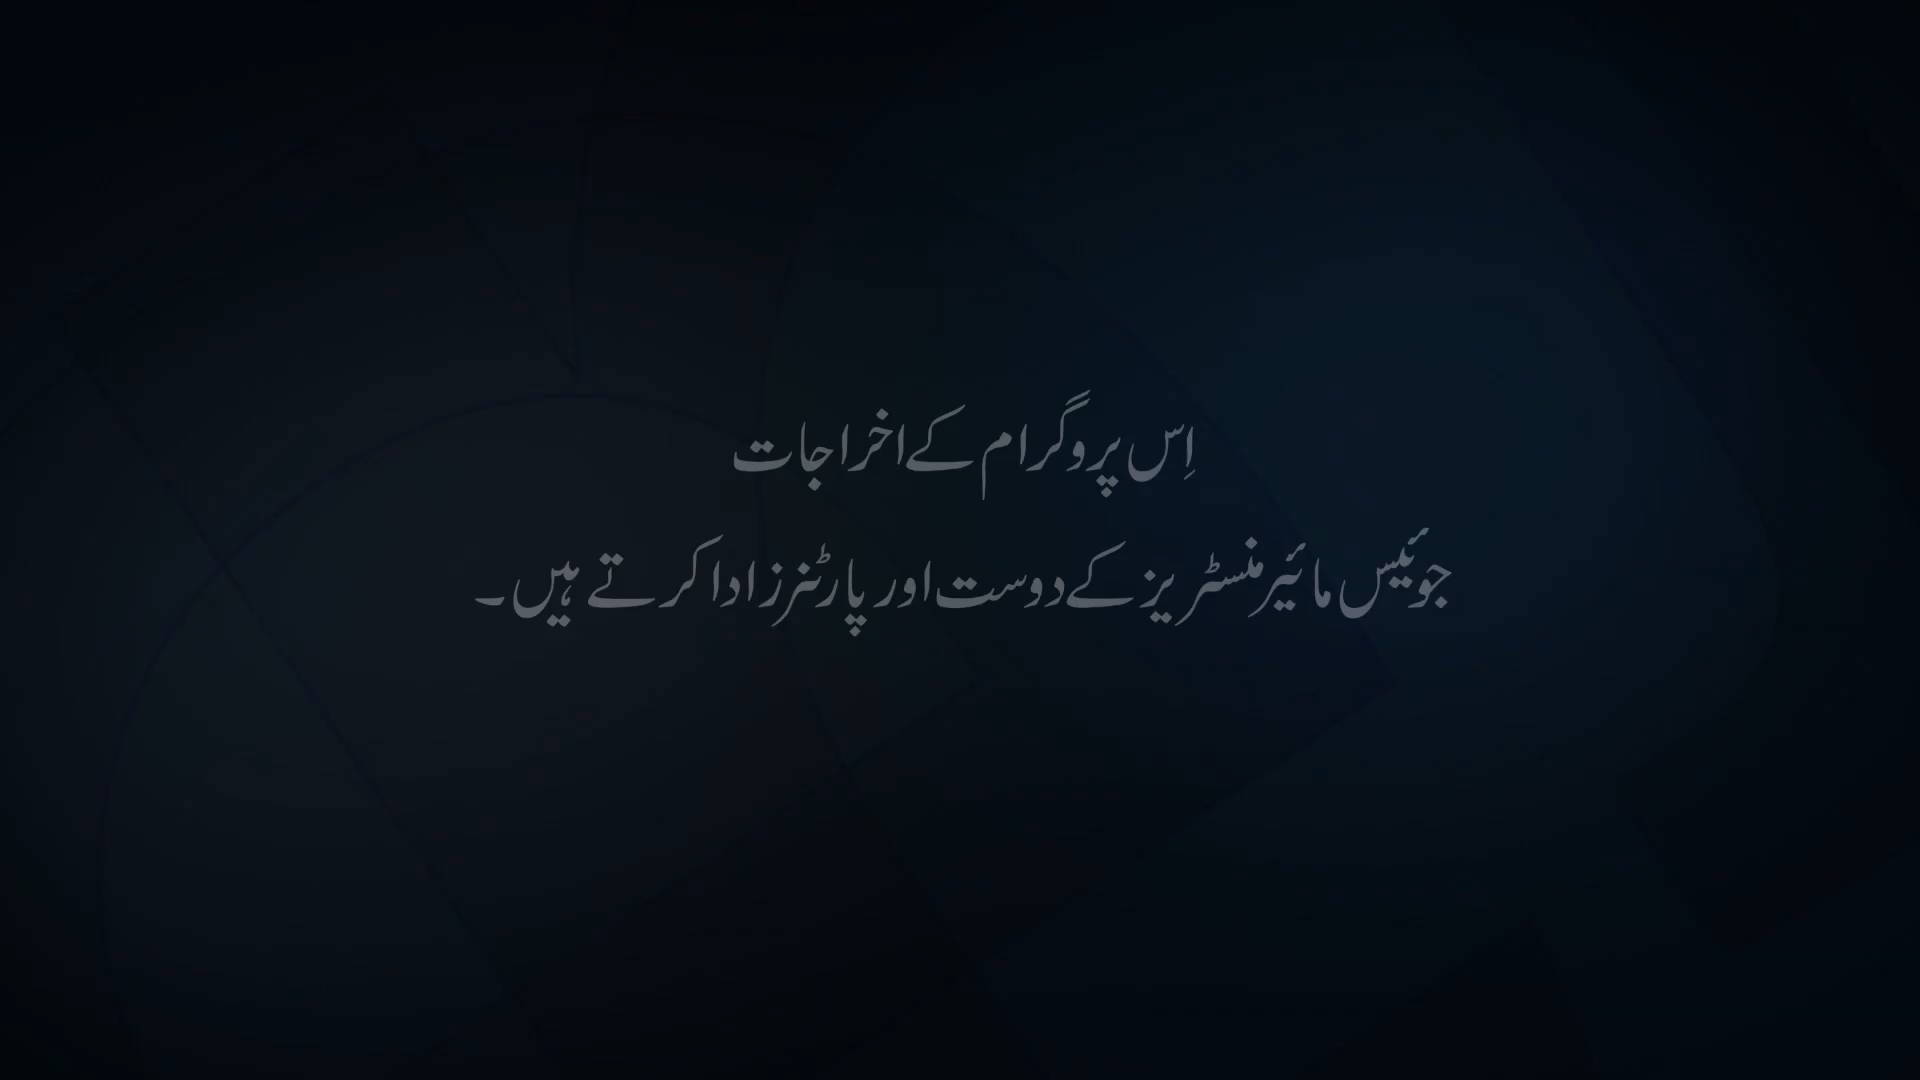 اِس پروگرام کے اخراجات
جوئیس مائیر منسٹریز کے دوست اور پارٹنرز ادا کرتے ہیں۔